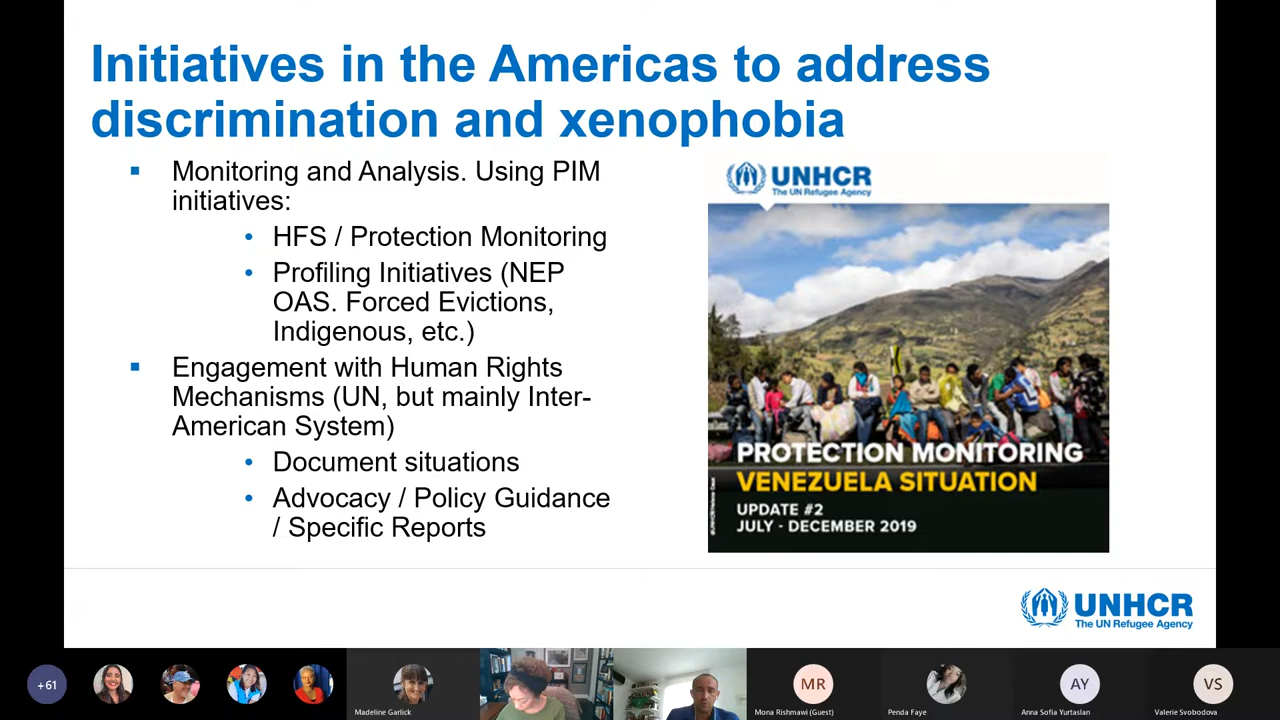 Initiatives in the Americas to address
discrimination and xenophobia
Monitoring and Analysis. Using PIM
initiatives:
HFS / Protection Monitoring
Profiling Initiatives (NEP
OAS. Forced Evictions,
Indigenous, etc.)
Engagement with Human Rights
Mechanisms (UN, but mainly Inter-
American System)
Document situations
Advocacy / Policy Guidance
/ Specific Reports
UNHCR
The UN Refugee Agency
PROTECTION MONITORING
VENEZUELA SITUATION
UPDATE #2
JULY - DECEMBER 2019
UNHCR
The UN Refugee Agency
+61
Madeline Garlick
MR
Mona Rishmawi (Guest)
Penda Faye
AY
Anna Sofia Yurtaslan
VS
Valerie Svobodova